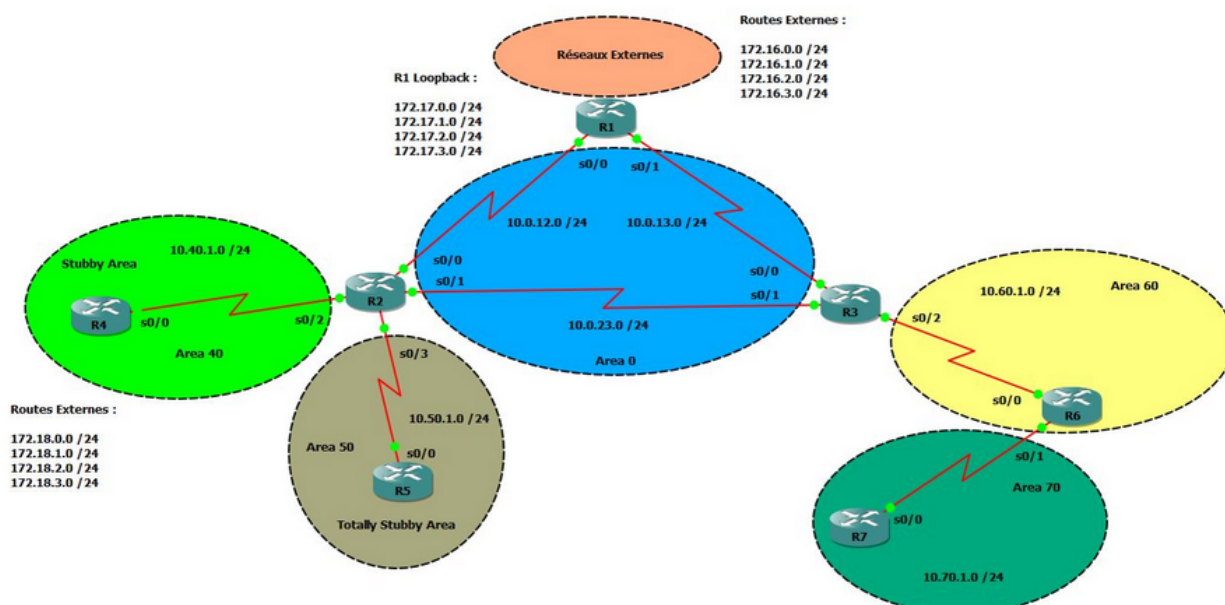 Réseaux Externes
Routes Externes :
172.16.0.0 /24
172.16.1.0 /24
172.16.2.0 /24
172.16.3.0 /24
R1 Loopback :
172.17.0.0 /24
172.17.1.0 /24
172.17.2.0 /24
172.17.3.0 /24
R1
s0/0
s0/1
10.0.12.0 /24
10.0.13.0 /24
Stubby Area
10.40.1.0 /24
R4
s0/0
s0/2
Area 40
R2
s0/0
s0/1
s0/3
10.0.23.0 /24
Area 0
s0/0
s0/1
R3
s0/2
10.60.1.0 /24
Area 60
s0/0
R6
s0/1
Routes Externes :
172.18.0.0 /24
172.18.1.0 /24
172.18.2.0 /24
172.18.3.0 /24
10.50.1.0 /24
Area 50
s0/0
R5
Totally Stubby Area
Area 70
R7
s0/0
10.70.1.0 /24